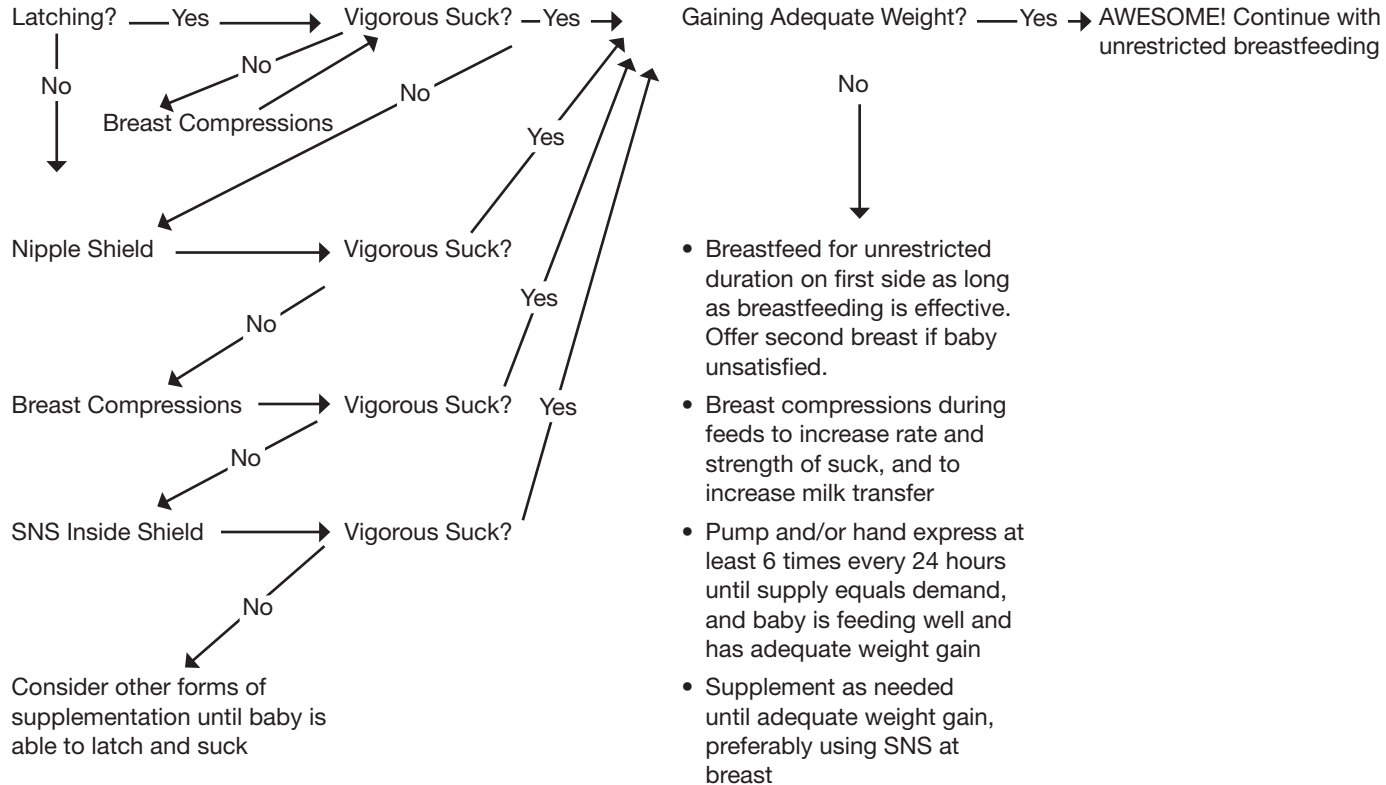 Latching? Yes Vigorous Suck? Yes Gaining Adequate Weight? Yes AWESOME! Continue with
unrestricted breastfeeding
No
No
No
No
Breast Compressions
Yes
Nipple Shield Vigorous Suck?
Yes
No
Breast Compressions Vigorous Suck? Yes
No
SNS Inside Shield Vigorous Suck?
No
Consider other forms of
supplementation until baby is
able to latch and suck
• Breastfeed for unrestricted
duration on first side as long
as breastfeeding is effective.
Offer second breast if baby
unsatisfied.
• Breast compressions during
feeds to increase rate and
strength of suck, and to
increase milk transfer
• Pump and/or hand express at
least 6 times every 24 hours
until supply equals demand,
and baby is feeding well and
has adequate weight gain
• Supplement as needed
until adequate weight gain,
preferably using SNS at
breast